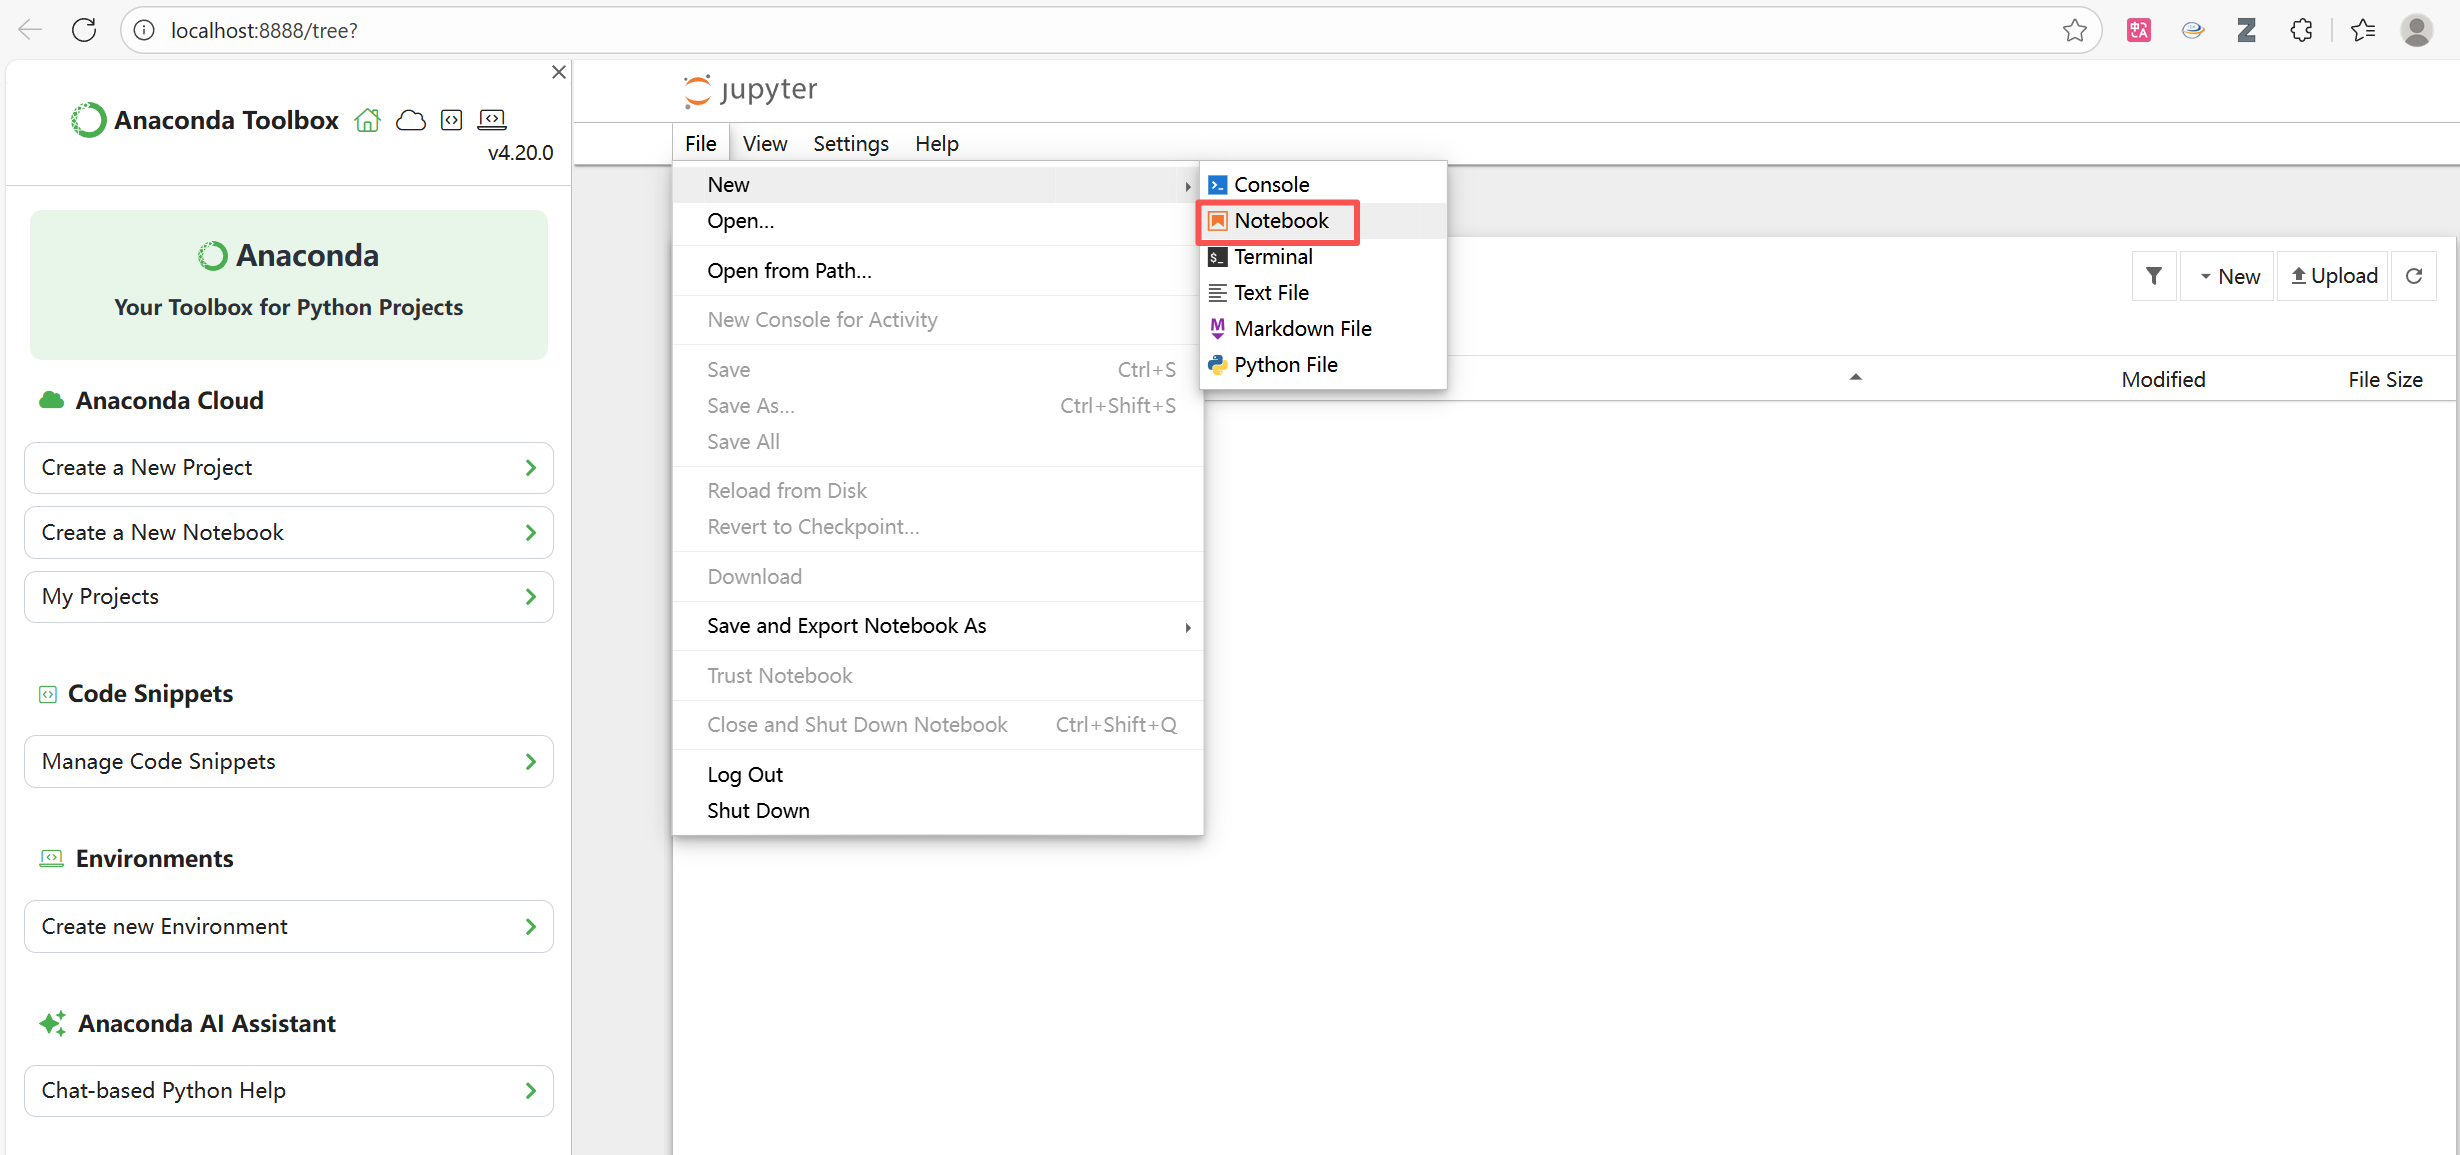 localhost:8888/tree?
Anaconda Toolbox
v4.20.0
Anaconda
Your Toolbox for Python Projects
Anaconda Cloud
Create a New Project
Create a New Notebook
My Projects
Code Snippets
Manage Code Snippets
Environments
Create new Environment
Anaconda AI Assistant
Chat-based Python Help
jupyter
File View Settings Help
New
Open...
Open from Path...
New Console for Activity
Save Ctrl+S
Save As... Ctrl+Shift+S
Save All
Reload from Disk
Revert to Checkpoint...
Download
Save and Export Notebook As
Trust Notebook
Close and Shut Down Notebook Ctrl+Shift+Q
Log Out
Shut Down
Console
Notebook
Terminal
Text File
Markdown File
Python File
New Upload
Modified File Size